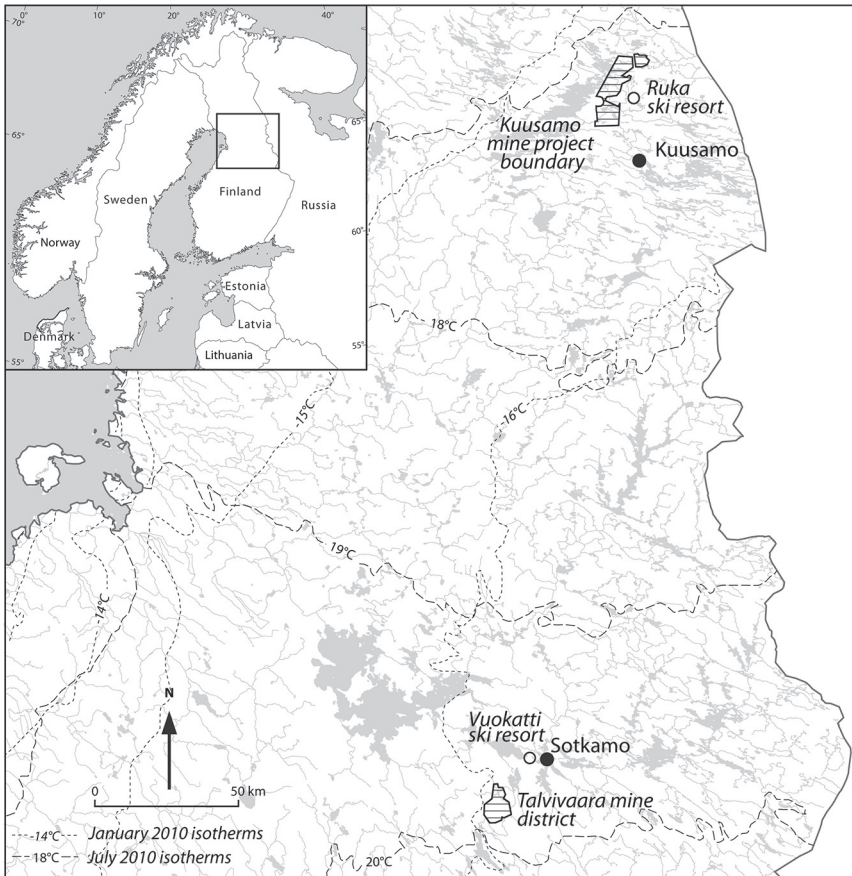 70°
0°
10°
20°
40°
65°
65°
60°
55°
55°
Norway
Sweden
Finland
Russia
Estonia
Latvia
Lithuania
Denmark
Ruka
ski resort
Kuusamo
mine project
boundary
Kuusamo
18°C
-15°C
-16°C
19°C
-14°C
N
Vuokatti
ski resort
Sotkamo
0 50 km
Talvivaara mine
district
-14°C January 2010 isotherms
18°C July 2010 isotherms
20°C